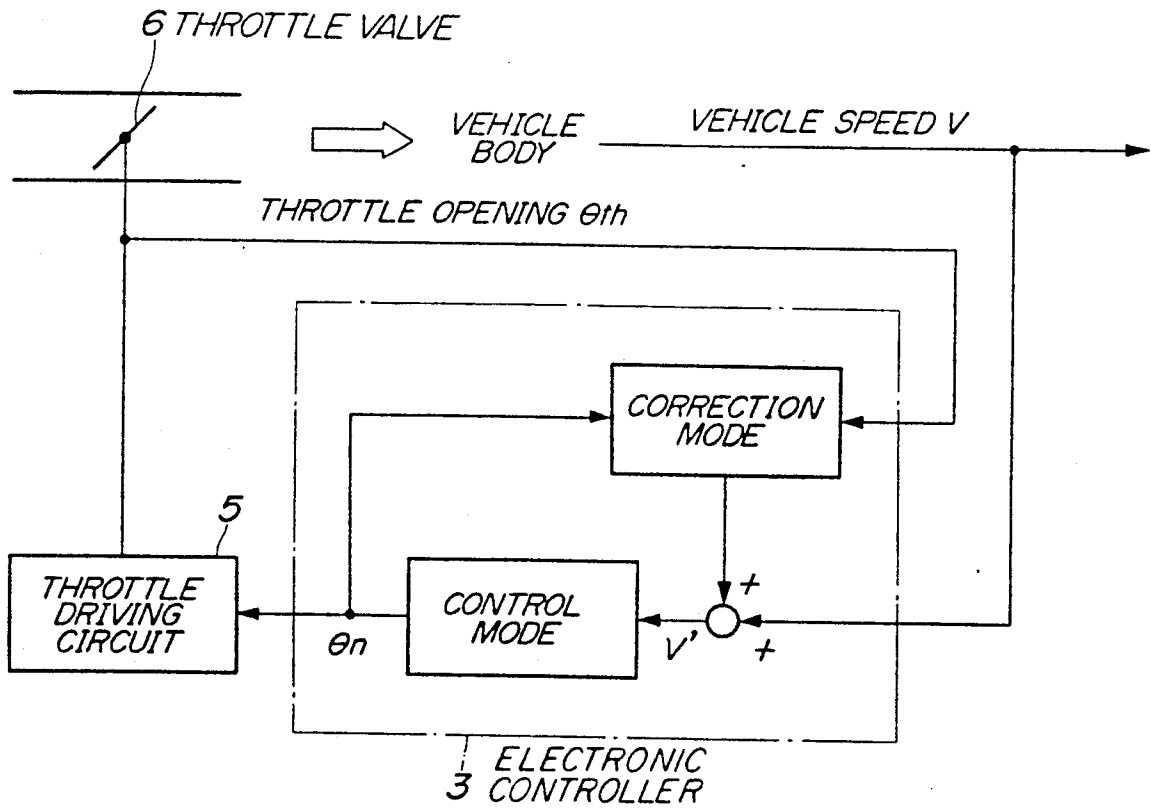 6 THROTTLE VALVE
VEHICLE
BODY
VEHICLE SPEED V
THROTTLE OPENING θth
CORRECTION
MODE
5
THROTTLE
DRIVING
CIRCUIT
θn
CONTROL
MODE
V'
+
+
3 ELECTRONIC
CONTROLLER